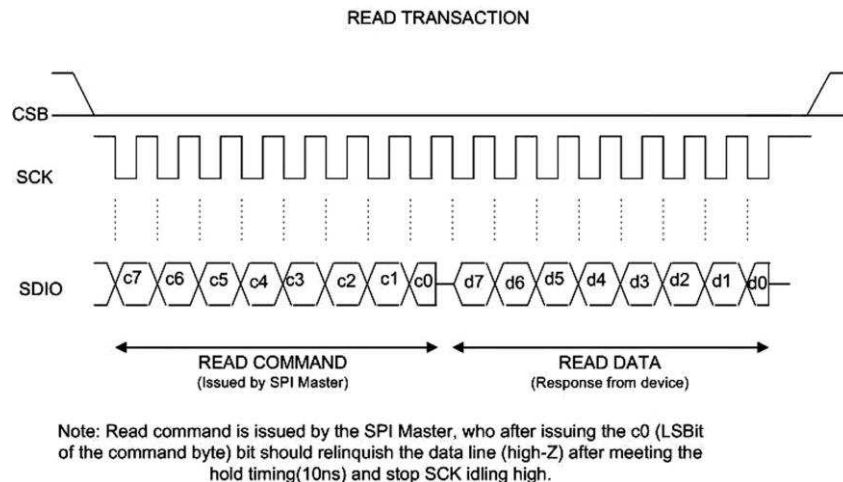 READ TRANSACTION
CSB
SCK
SDIO
c7 c6 c5 c4 c3 c2 c1 c0 d7 d6 d5 d4 d3 d2 d1 d0
READ COMMAND
(Issued by SPI Master)
READ DATA
(Response from device)
Note: Read command is issued by the SPI Master, who after issuing the c0 (LSBit
of the command byte) bit should relinquish the data line (high-Z) after meeting the
hold timing(10ns) and stop SCK idling high.